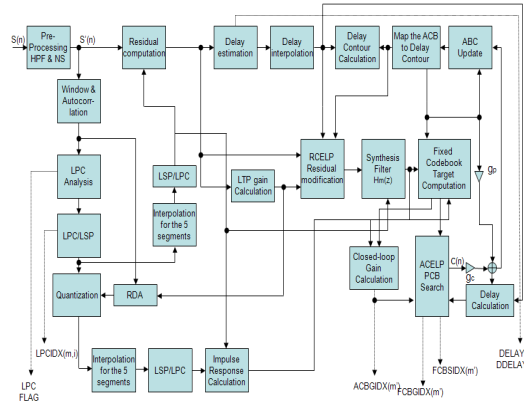 S(n)
Pre-
Processing
HPF & NS
S'(n)
Residual
computation
Delay
estimation
Delay
interpolation
Delay
Contour
Calculation
Map the ACB
to Delay
Contour
ABC
Update
Window &
Autocorr-
lation
LPC
Analysis
LSP/LPC
LTP gain
Calculation
RCELP
Residual
modification
Synthesis
Filter
Hm(z)
Fixed
Codebook
Target
Computation
gp
LPC/LSP
Interpolation
for the 5
segments
Closed-loop
Gain
Calculation
ACELP
PCB
Search
C(n)
gc
Quantization
RDA
Delay
Calculation
LPCIDX(m,i)
Interpolation
for the 5
segments
LSP/LPC
Impulse
Response
Calculation
LPC
FLAG
ACBGIDX(m')
FCBGIDX(m')
FCBSIDX(m')
DELAY
DDELAY